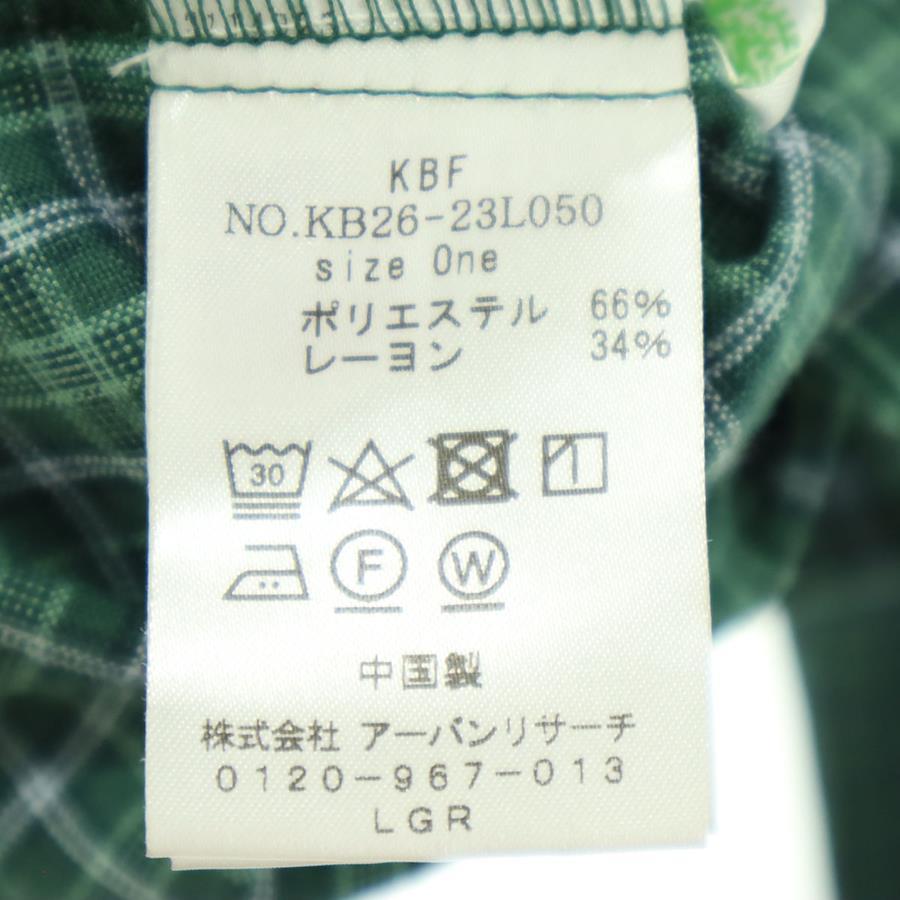 KBF
NO.KB26-23L050
size One
ポリエステル 66%
レーヨン 34%
30
F W
中国製
株式会社 アーバンリサーチ
0120-967-013
LGR